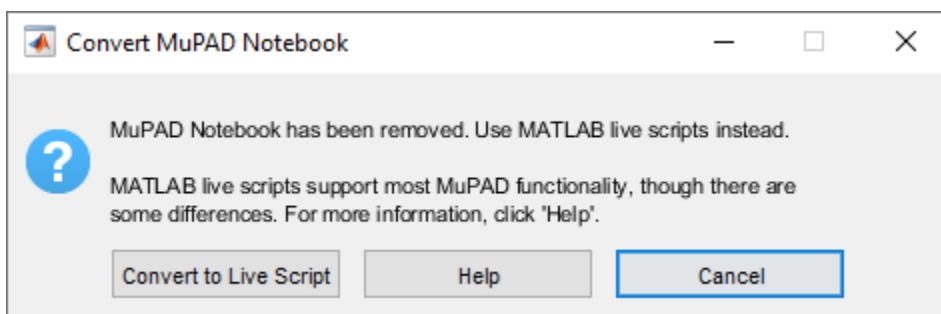 Convert MuPAD Notebook
MuPAD Notebook has been removed. Use MATLAB live scripts instead.
MATLAB live scripts support most MuPAD functionality, though there are
some differences. For more information, click 'Help'.
Convert to Live Script Help Cancel